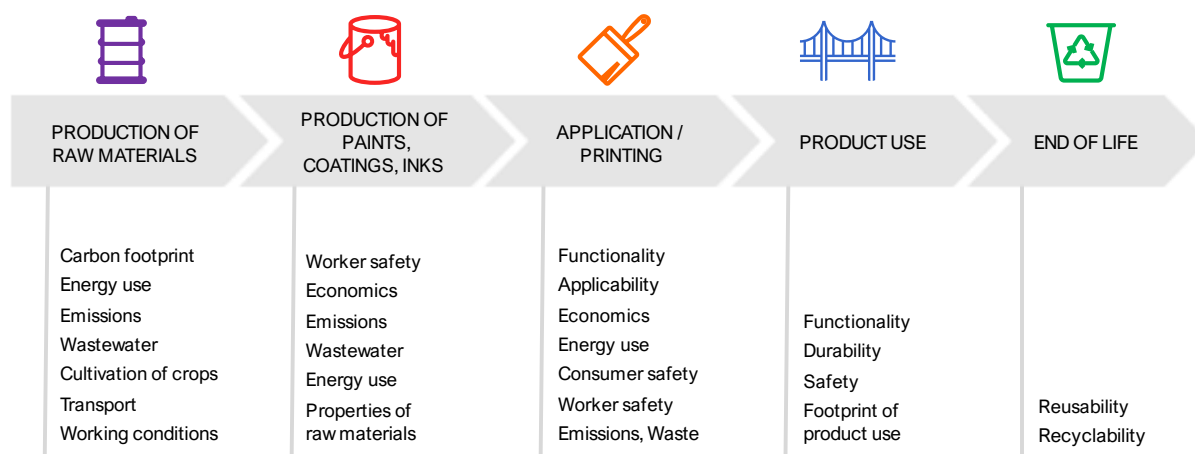 PRODUCTION OF
RAW MATERIALS
PRODUCTION OF
PAINTS,
COATINGS, INKS
APPLICATION /
PRINTING
PRODUCT USE
END OF LIFE
Carbon footprint
Energy use
Emissions
Wastewater
Cultivation of crops
Transport
Working conditions
Worker safety
Economics
Emissions
Wastewater
Energy use
Properties of
raw materials
Functionality
Applicability
Economics
Energy use
Consumer safety
Worker safety
Emissions, Waste
Functionality
Durability
Safety
Footprint of
product use
Reusability
Recyclability